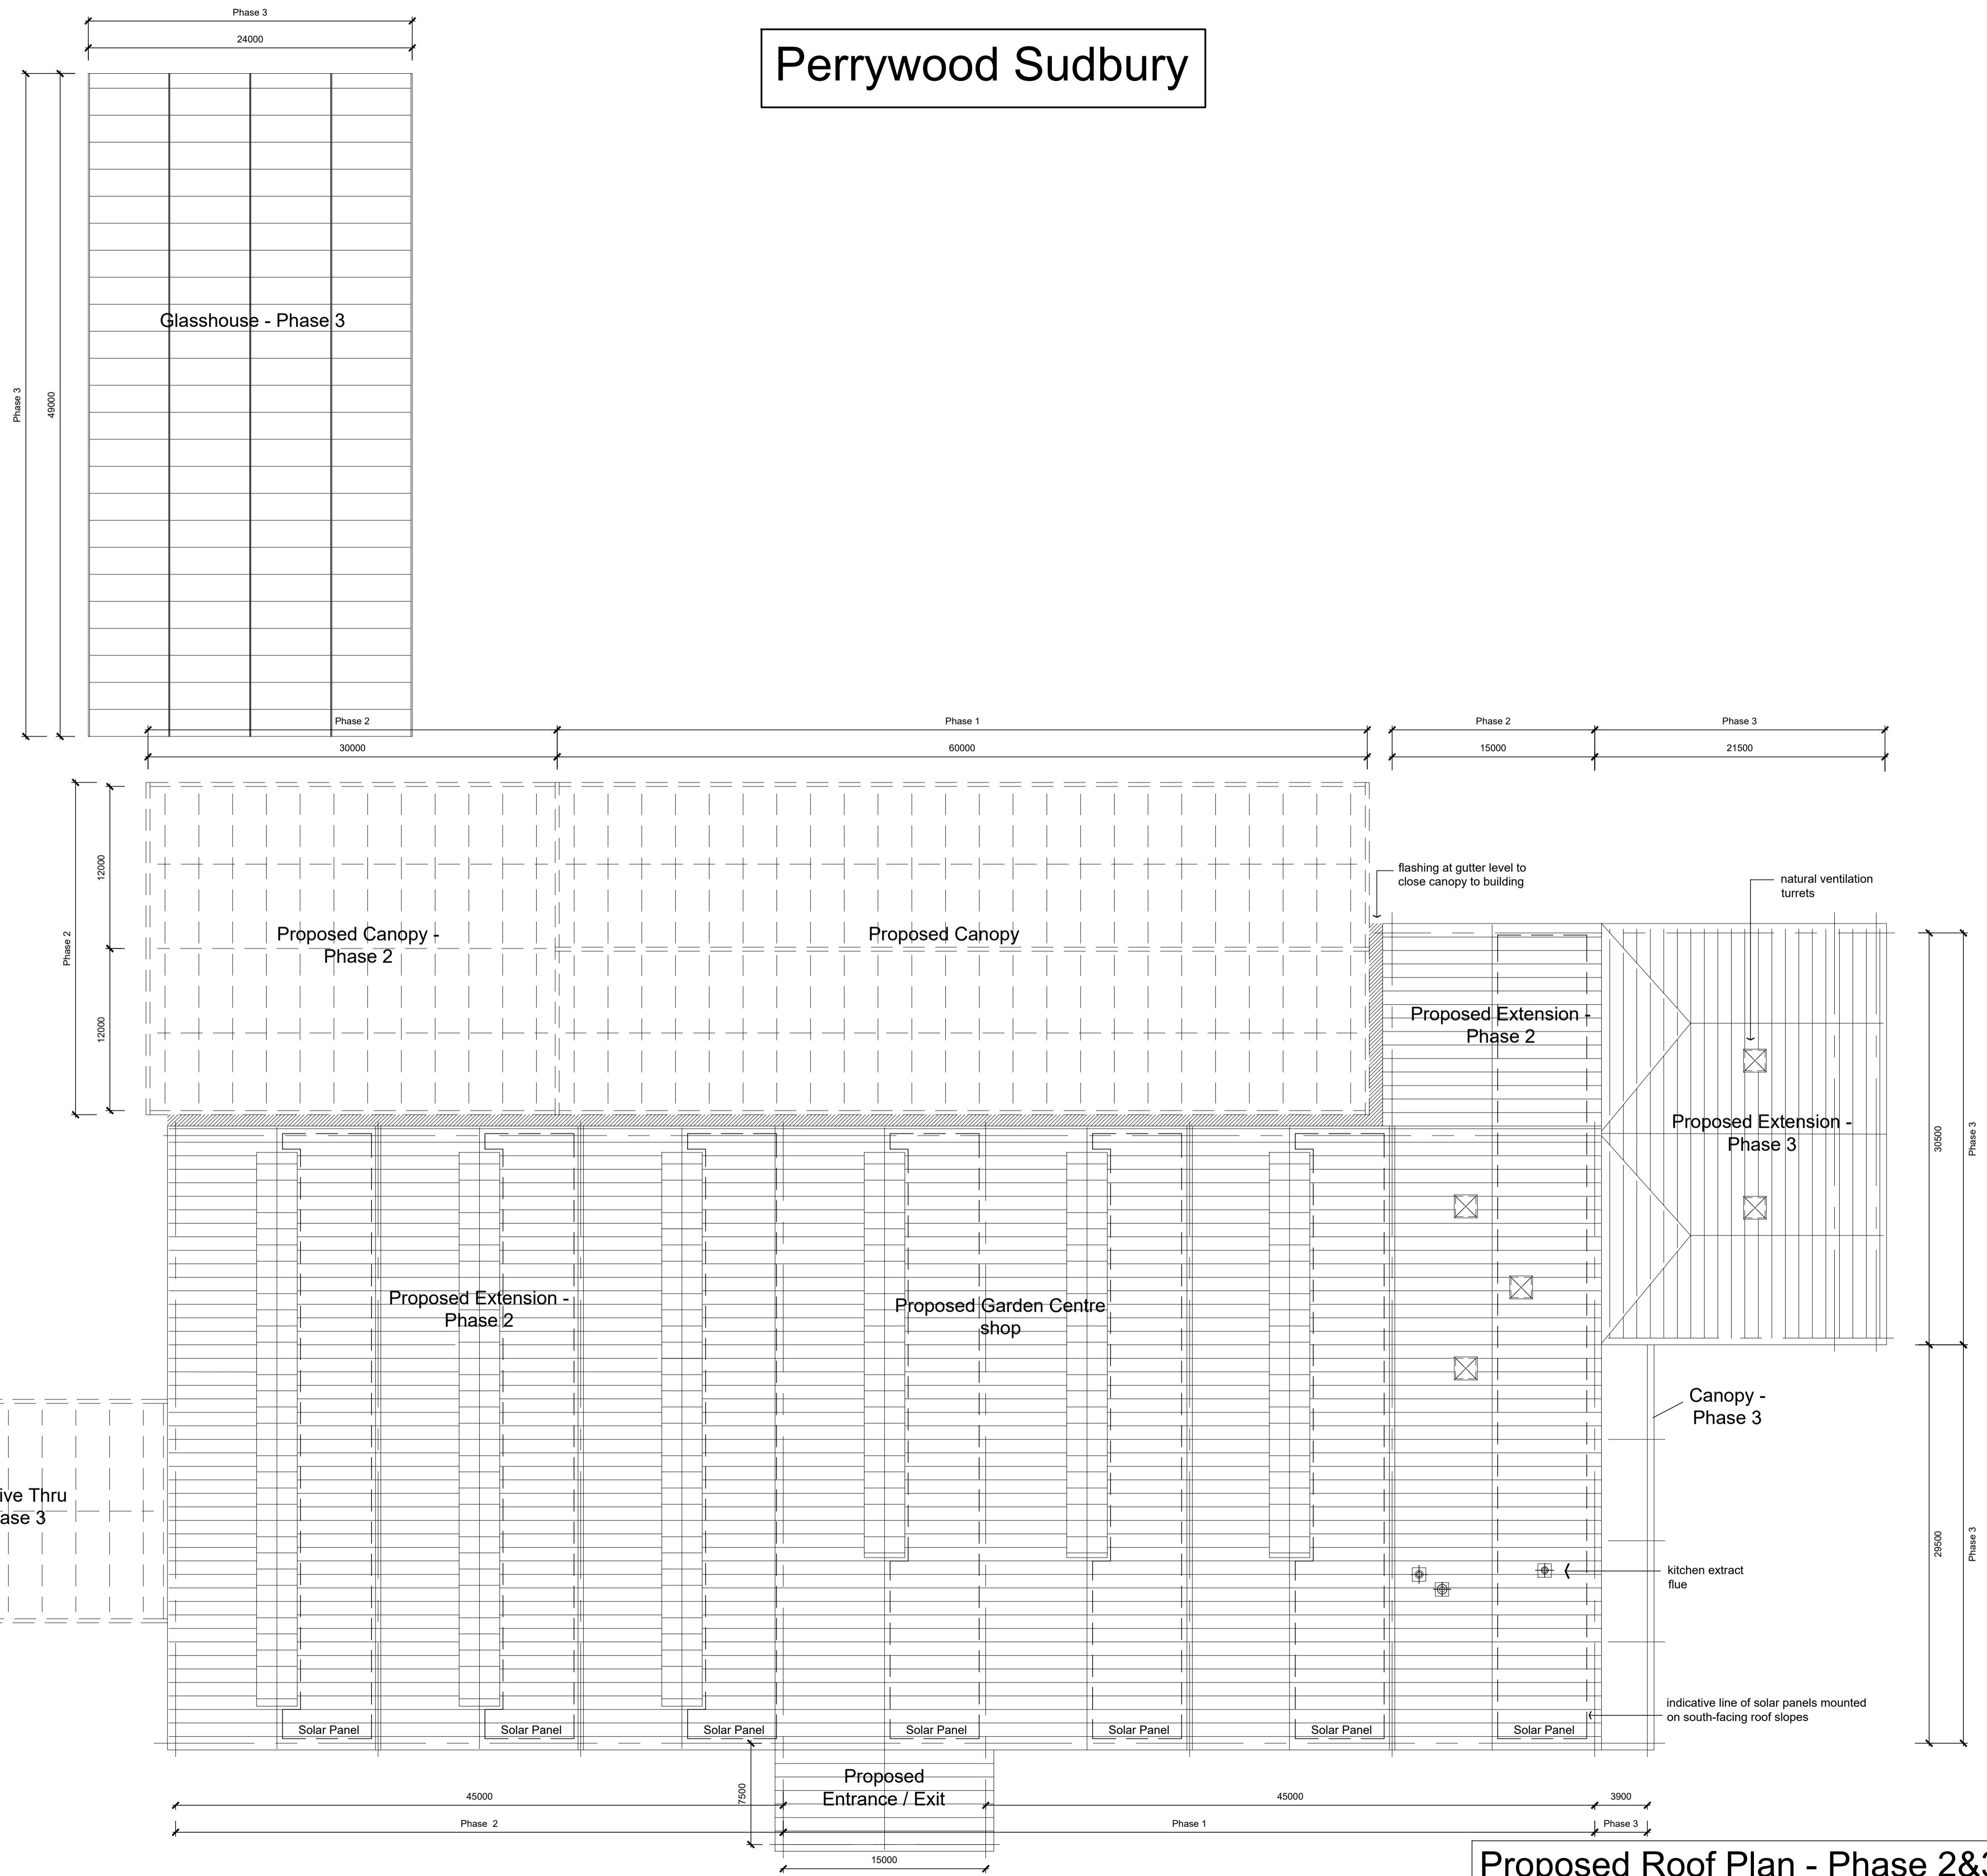 Phase 3
24000
Perrywood Sudbury
Phase 3
49000
Glasshouse - Phase 3
Phase 2
Phase 1
Phase 2
Phase 3
30000
60000
15000
21500
12000
12000
Phase 2
Proposed Canopy -
Phase 2
Proposed Canopy
flashing at gutter level to
close canopy to building
natural ventilation
turrets
Proposed Extension -
Phase 2
Proposed Extension -
Phase 3
30500
Phase 3
Proposed Extension -
Phase 2
Proposed Garden Centre
shop
Canopy -
Phase 3
ive Thru
ase 3
29500
Phase 3
kitchen extract
flue
indicative line of solar panels mounted
on south-facing roof slopes
Solar Panel
Solar Panel
Solar Panel
Solar Panel
Solar Panel
Solar Panel
Solar Panel
7500
Proposed
Entrance / Exit
45000
45000
3900
Phase 2
Phase 1
Phase 3
15000
Proposed Roof Plan - Phase 2&